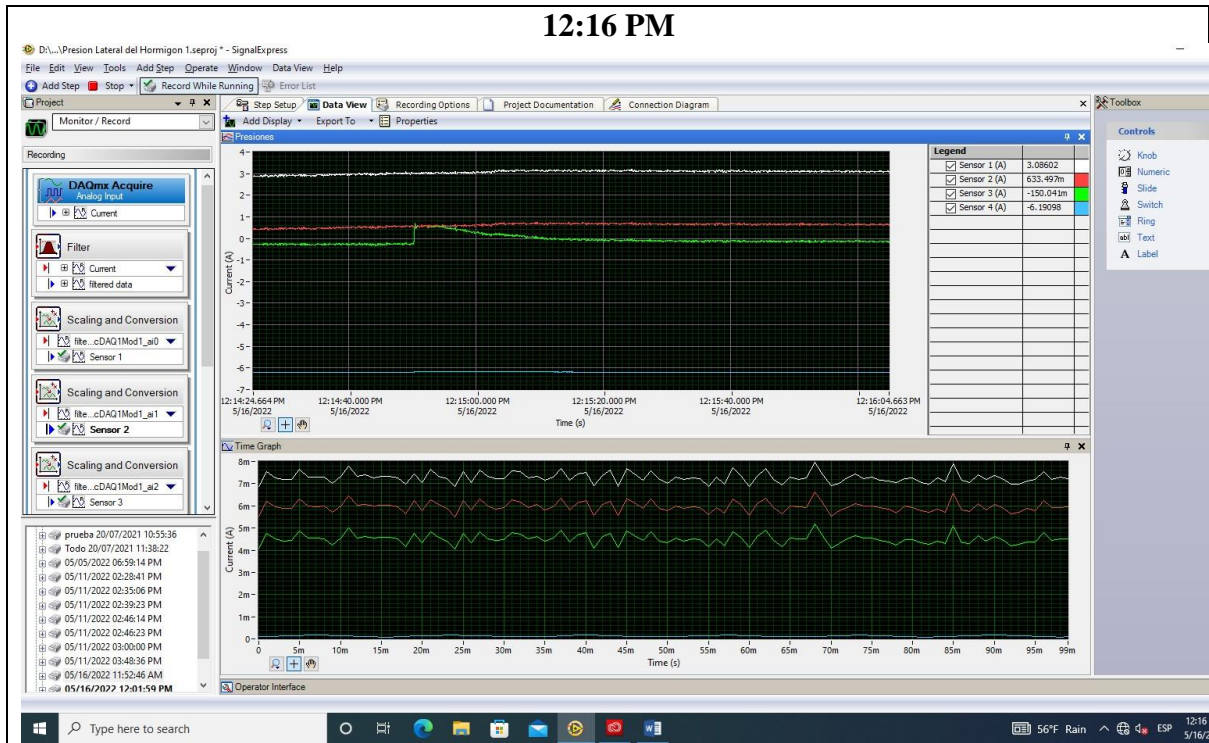 12:16 PM
D:\...\Presion Lateral del Hormigon 1.seproj * - SignalExpress
File Edit View Tools Add Step Operate Window Data View Help
Add Step Stop Record While Running Error List
Project
Monitor / Record
Recording
DAQmx Acquire
Analog Input
Current
Filter
Current
filtered data
Scaling and Conversion
filte...cDAQ1Mod1_ai0
Sensor 1
Scaling and Conversion
filte...cDAQ1Mod1_ai1
Sensor 2
Scaling and Conversion
filte...cDAQ1Mod1_ai2
Sensor 3
prueba 20/07/2021 10:55:36
Todo 20/07/2021 11:38:22
05/05/2022 06:59:14 PM
05/11/2022 02:28:41 PM
05/11/2022 02:35:06 PM
05/11/2022 02:39:23 PM
05/11/2022 02:46:14 PM
05/11/2022 02:46:23 PM
05/11/2022 03:00:00 PM
05/11/2022 03:48:36 PM
05/16/2022 11:52:46 AM
05/16/2022 12:01:59 PM
Step Setup Data View Recording Options Project Documentation Connection Diagram
Add Display Export To Properties
Presiones
4
3
2
1
0
-1
-2
-3
-4
-5
-6
-7
Current (A)
12:14:24.664 PM 12:14:40.000 PM 12:15:00.000 PM 12:15:20.000 PM 12:15:40.000 PM 12:16:04.663 PM
5/16/2022 5/16/2022 5/16/2022 5/16/2022 5/16/2022 5/16/2022
Time (s)
Legend
Sensor 1 (A) 3.08602
Sensor 2 (A) 633.497m
Sensor 3 (A) -150.041m
Sensor 4 (A) -6.19098
Time Graph
8m
7m
6m
5m
4m
3m
2m
1m
0
Current (A)
0 5m 10m 15m 20m 25m 30m 35m 40m 45m 50m 55m 60m 65m 70m 75m 80m 85m 90m 95m 99m
Time (s)
Operator Interface
Toolbox
Controls
Knob
Numeric
Slide
Switch
Ring
Text
Label
Type here to search
56°F Rain
ESP
12:16
5/16/2